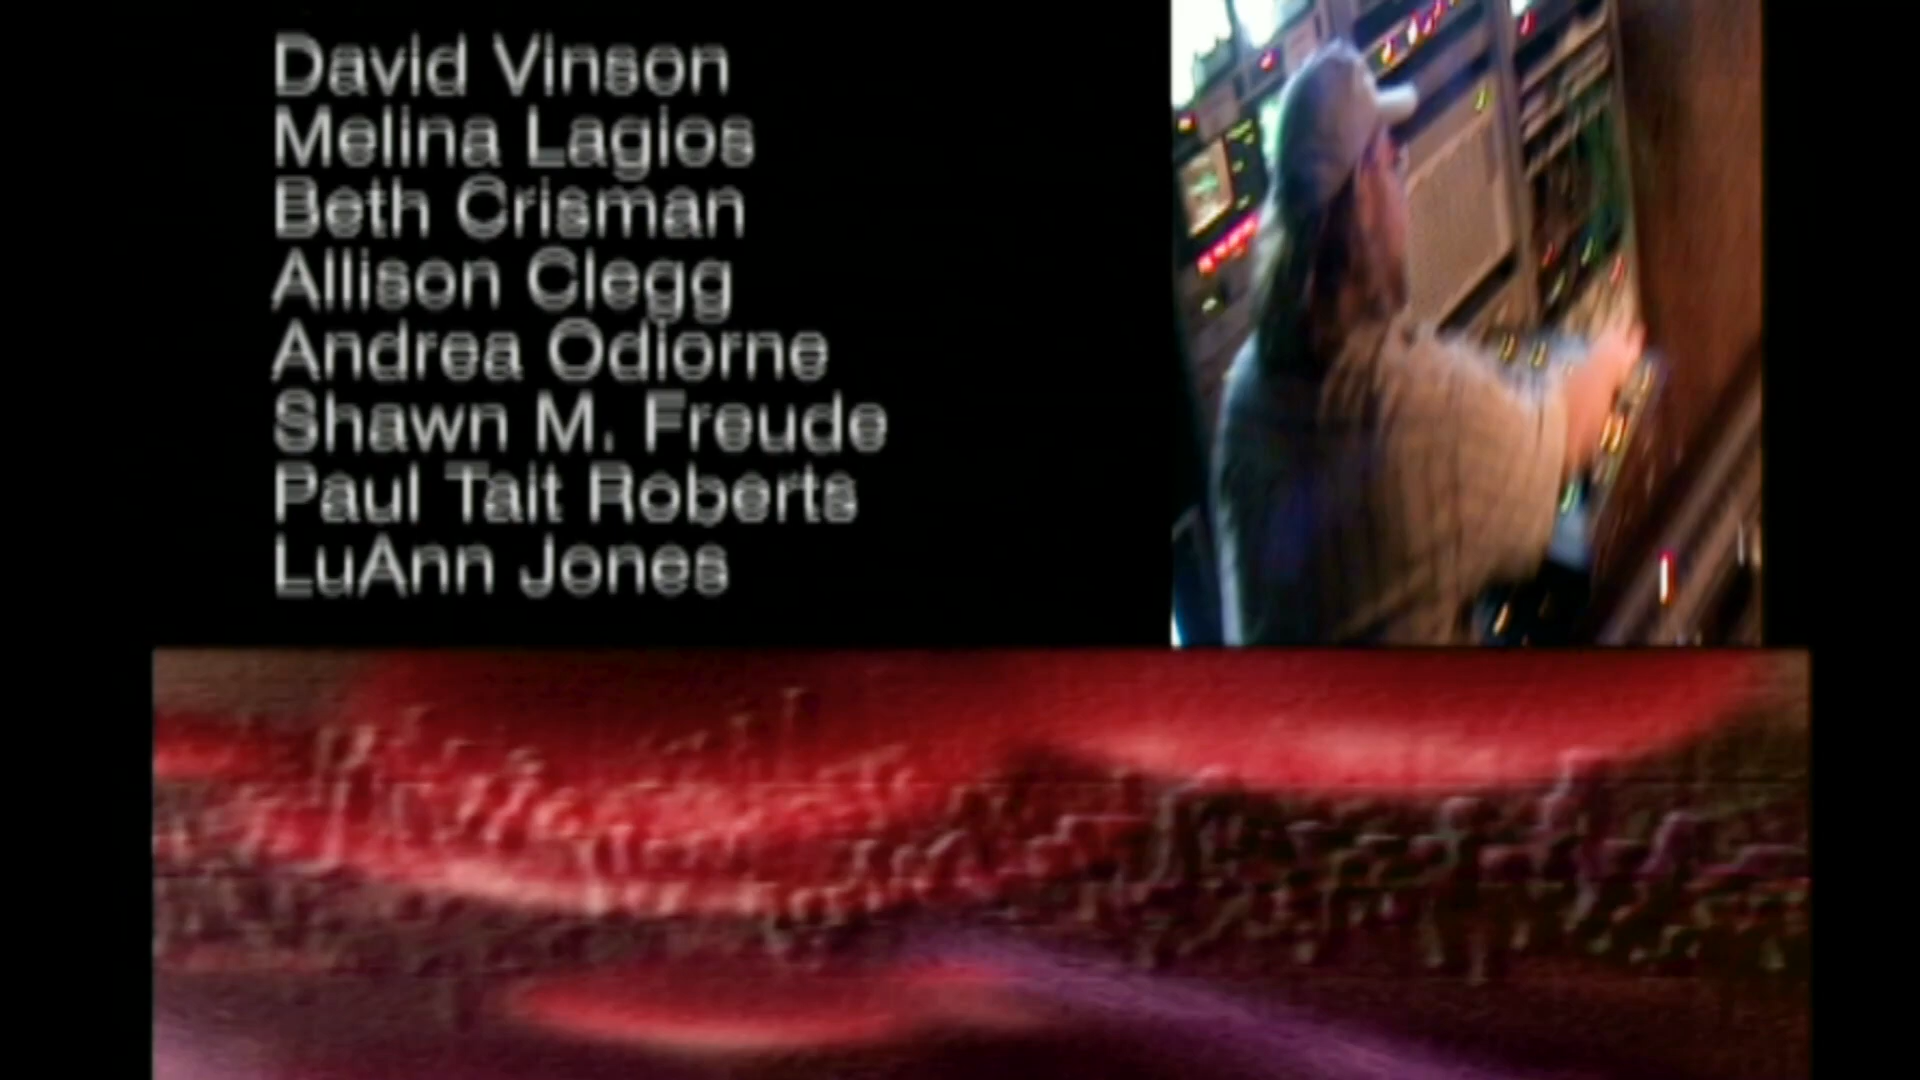 David Vinson
Melina Lagios
Beth Crisman
Allison Clegg
Andrea Odiorne
Shawn M. Freude
Paul Tait Roberts
LuAnn Jones